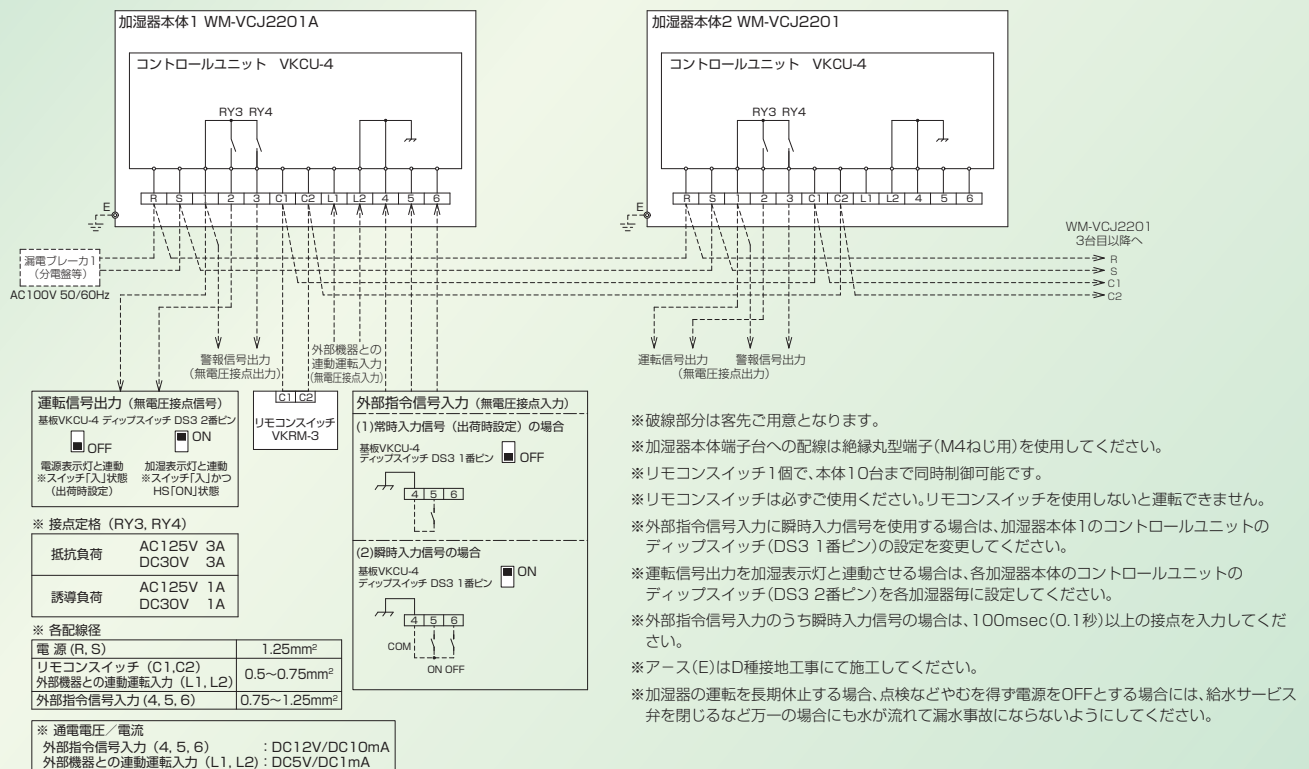 加湿器本体1 WM-VCJ2201A
コントロールユニット　VKCU-4
RY3 RY4
R S 1 2 3 C1 C2 L1 L2 4 5 6
E
加湿器本体2 WM-VCJ2201
コントロールユニット　VKCU-4
RY3 RY4
R S 1 2 3 C1 C2 L1 L2 4 5 6
E
漏電ブレーカ1
(分電盤等)
AC100V 50/60Hz
WM-VCJ2201
3台目以降へ
R
S
C1
C2
警報信号出力
(無電圧接点出力)
外部機器との
連動運転入力
(無電圧接点入力)
運転信号出力　警報信号出力
(無電圧接点出力)
運転信号出力（無電圧接点信号）
基板VKCU-4 ディップスイッチ DS3 2番ピン
OFF
ON
電源表示灯と連動
※スイッチ「入」状態
(出荷時設定)
加湿表示灯と連動
※スイッチ「入」かつ
HS「ON」状態
C1 C2
リモコンスイッチ
VKRM-3
外部指令信号入力（無電圧接点入力）
(1)常時入力信号（出荷時設定）の場合
基板VKCU-4
ディップスイッチ DS3 1番ピン
OFF
4 5 6
(2)瞬時入力信号の場合
基板VKCU-4
ディップスイッチ DS3 1番ピン
ON
4 5 6
COM
ON OFF
※ 接点定格（RY3, RY4）
抵抗負荷 AC125V 3A
DC30V 3A
誘導負荷 AC125V 1A
DC30V 1A
※ 各配線径
電 源 (R, S) 1.25mm²
リモコンスイッチ（C1,C2）
外部機器との連動運転入力（L1, L2） 0.5〜0.75mm²
外部指令信号入力 (4, 5, 6) 0.75〜1.25mm²
※ 通電電圧／電流
外部指令信号入力（4, 5, 6）：DC12V/DC10mA
外部機器との連動運転入力（L1, L2）：DC5V/DC1mA
※破線部分は客先ご用意となります。
※加湿器本体端子台への配線は絶縁丸型端子（M4ねじ用）を使用してください。
※リモコンスイッチ1個で、本体10台まで同時制御可能です。
※リモコンスイッチは必ずご使用ください。リモコンスイッチを使用しないと運転できません。
※外部指令信号入力に瞬時入力信号を使用する場合は、加湿器本体1のコントロールユニットの
ディップスイッチ（DS3 1番ピン）の設定を変更してください。
※運転信号出力を加湿表示灯と連動させる場合は、各加湿器本体のコントロールユニットの
ディップスイッチ（DS3 2番ピン）を各加湿器毎に設定してください。
※外部指令信号入力のうち瞬時入力信号の場合は、100msec（0.1秒）以上の接点を入力してくだ
さい。
※アース（E）はD種接地工事にて施工してください。
※加湿器の運転を長期休止する場合、点検などやむを得ず電源をOFFとする場合には、給水サービス
弁を閉じるなど万一の場合にも水が流れて漏水事故にならないようにしてください。